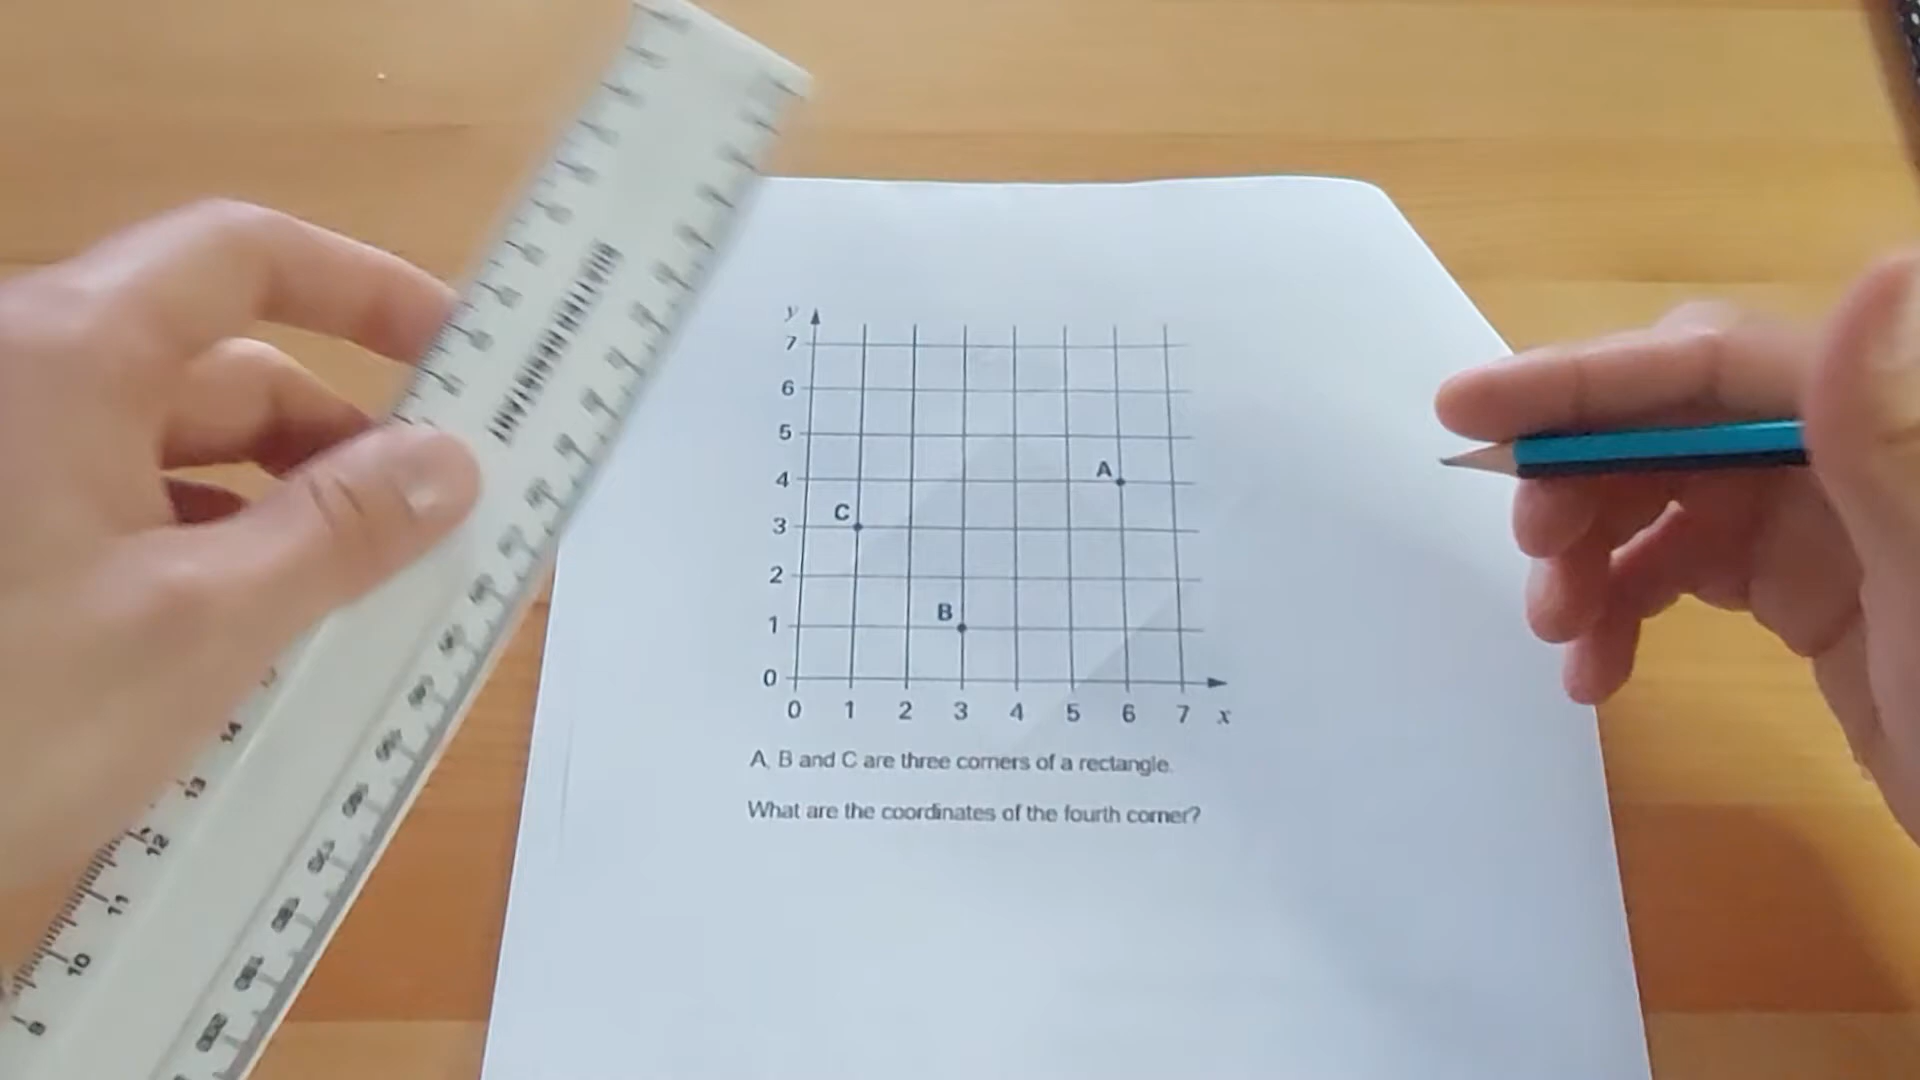 y
7
6
5
4
3
2
1
0
A
C
B
0 1 2 3 4 5 6 7 x
A, B and C are three corners of a rectangle.
What are the coordinates of the fourth corner?
14
13
12
11
10